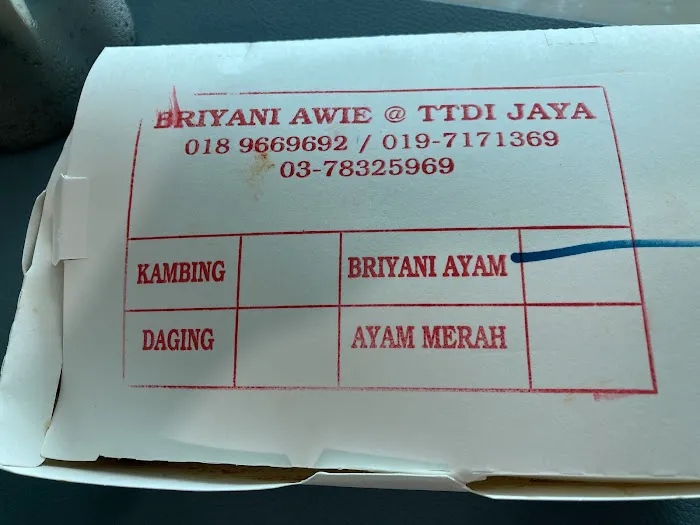 BRIYANI AWIE @ TTDI JAYA
018 9669692 / 019-7171369
03-78325969
KAMBING BRIYANI AYAM
DAGING AYAM MERAH